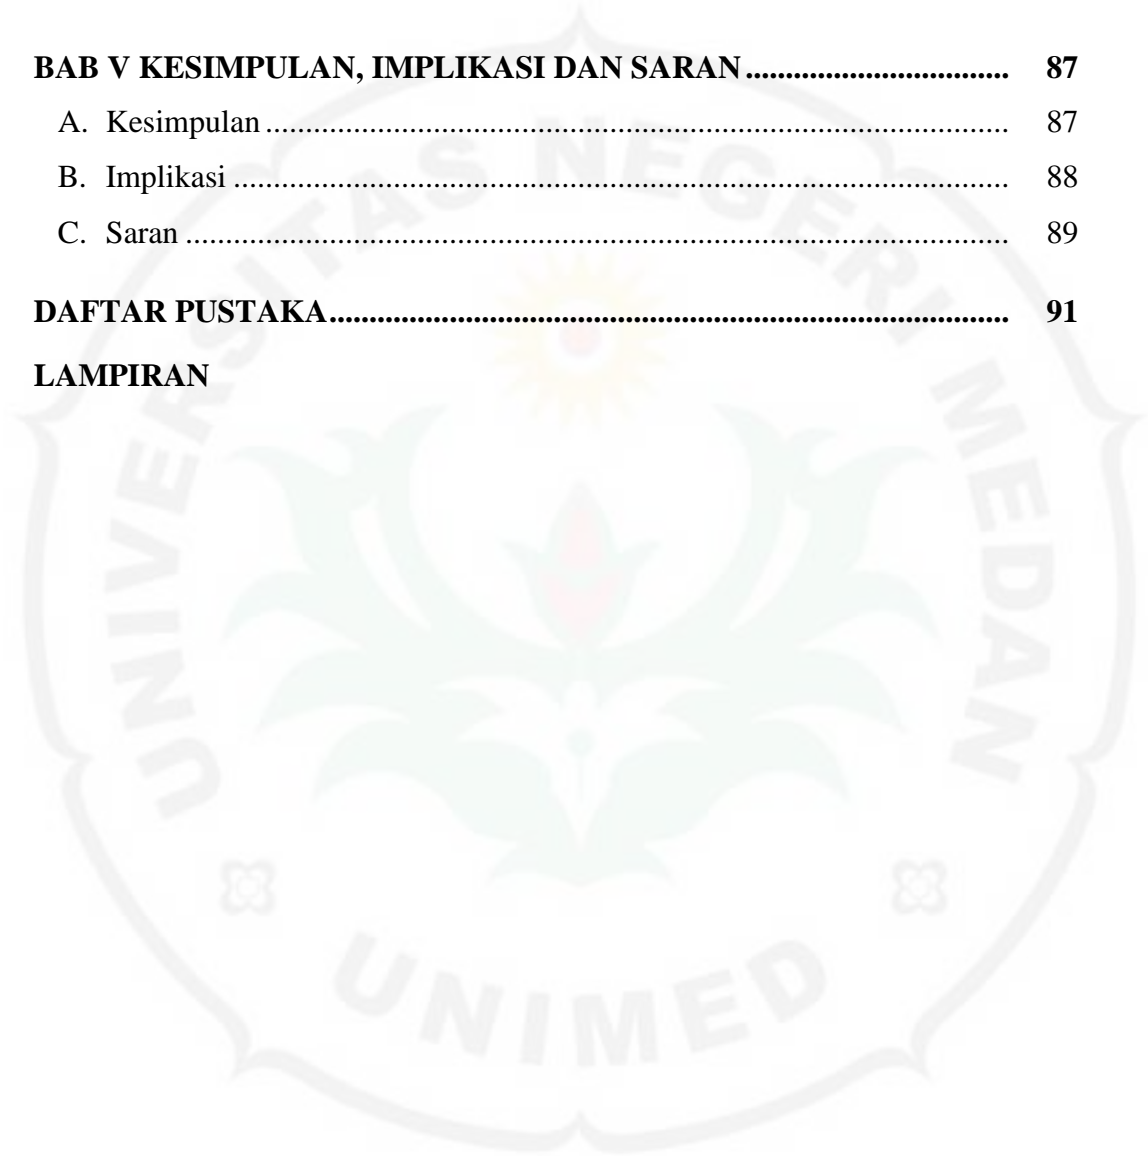 BAB V KESIMPULAN, IMPLIKASI DAN SARAN ................................. 87
A. Kesimpulan ............................................................................................. 87
B. Implikasi ................................................................................................. 88
C. Saran ....................................................................................................... 89
DAFTAR PUSTAKA ..................................................................................... 91
LAMPIRAN
UNIVERSITAS NEGERI MEDAN
UNIMED